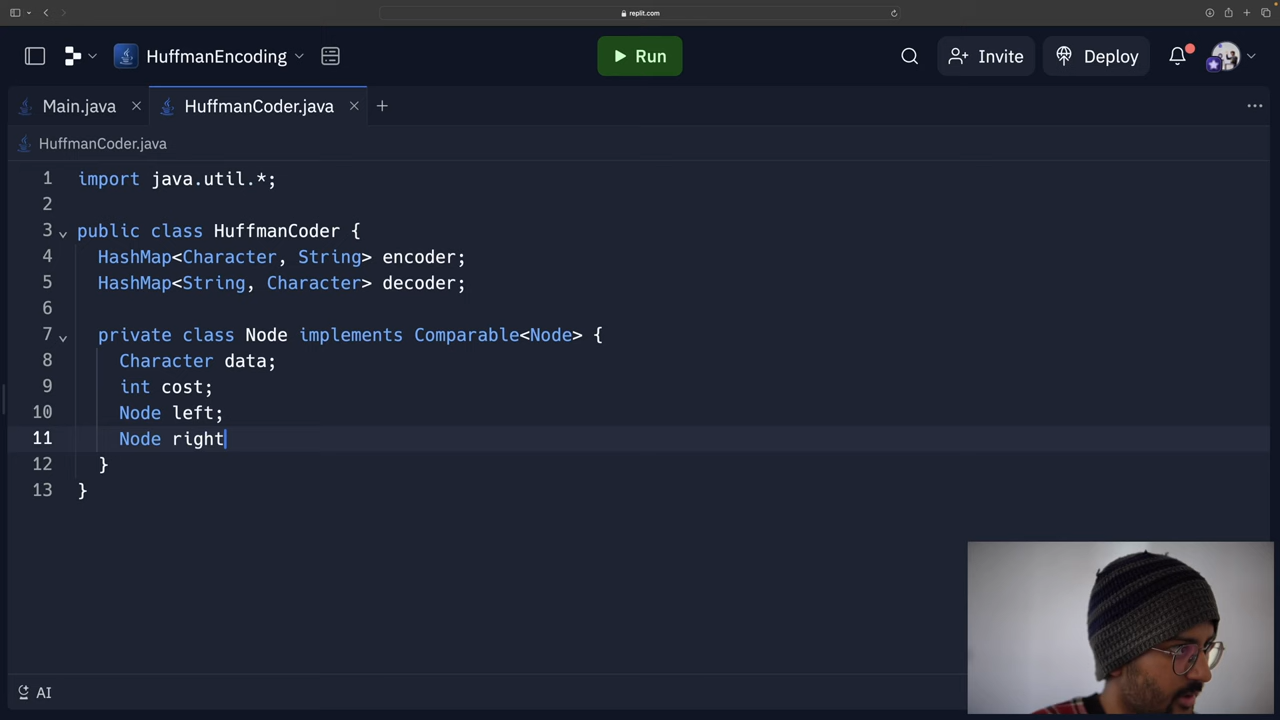 replit.com
HuffmanEncoding
Run
Invite
Deploy
Main.java
HuffmanCoder.java
HuffmanCoder.java
1 import java.util.*;
2
3 public class HuffmanCoder {
4 HashMap<Character, String> encoder;
5 HashMap<String, Character> decoder;
6
7 private class Node implements Comparable<Node> {
8 Character data;
9 int cost;
10 Node left;
11 Node right
12 }
13 }
AI